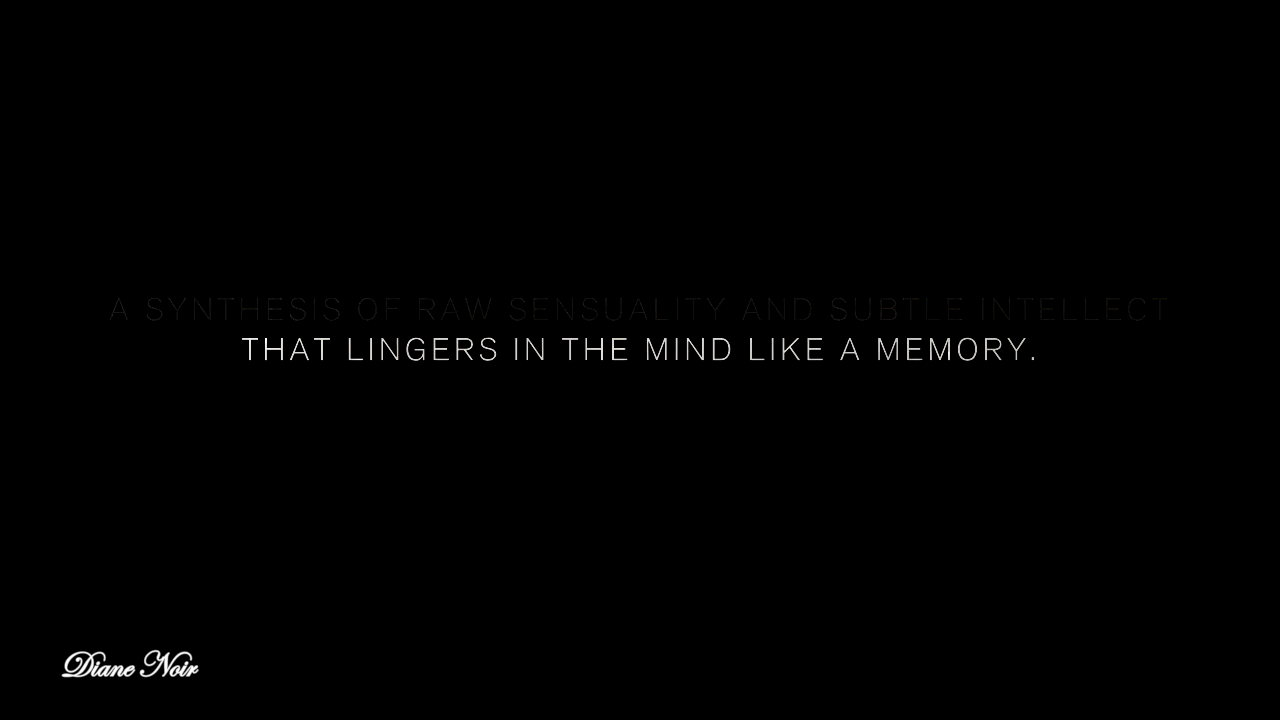 A SYNTHESIS OF RAW SENSUALITY AND SUBTLE INTELLECT
THAT LINGERS IN THE MIND LIKE A MEMORY.
Diane Noir